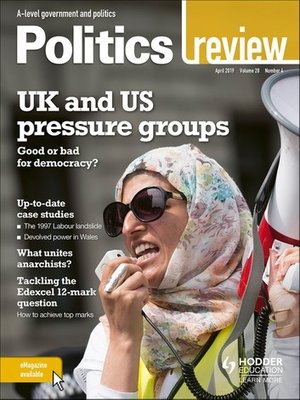 A-level government and politics
Politics review
April 2019 Volume 28 Number 4
UK and US
pressure groups
Good or bad
for democracy?
Up-to-date
case studies
The 1997 Labour landslide
Devolved power in Wales
What unites
anarchists?
Tackling the
Edexcel 12-mark
question
How to achieve top marks
eMagazine
available
HODDER
EDUCATION
LEARN MORE